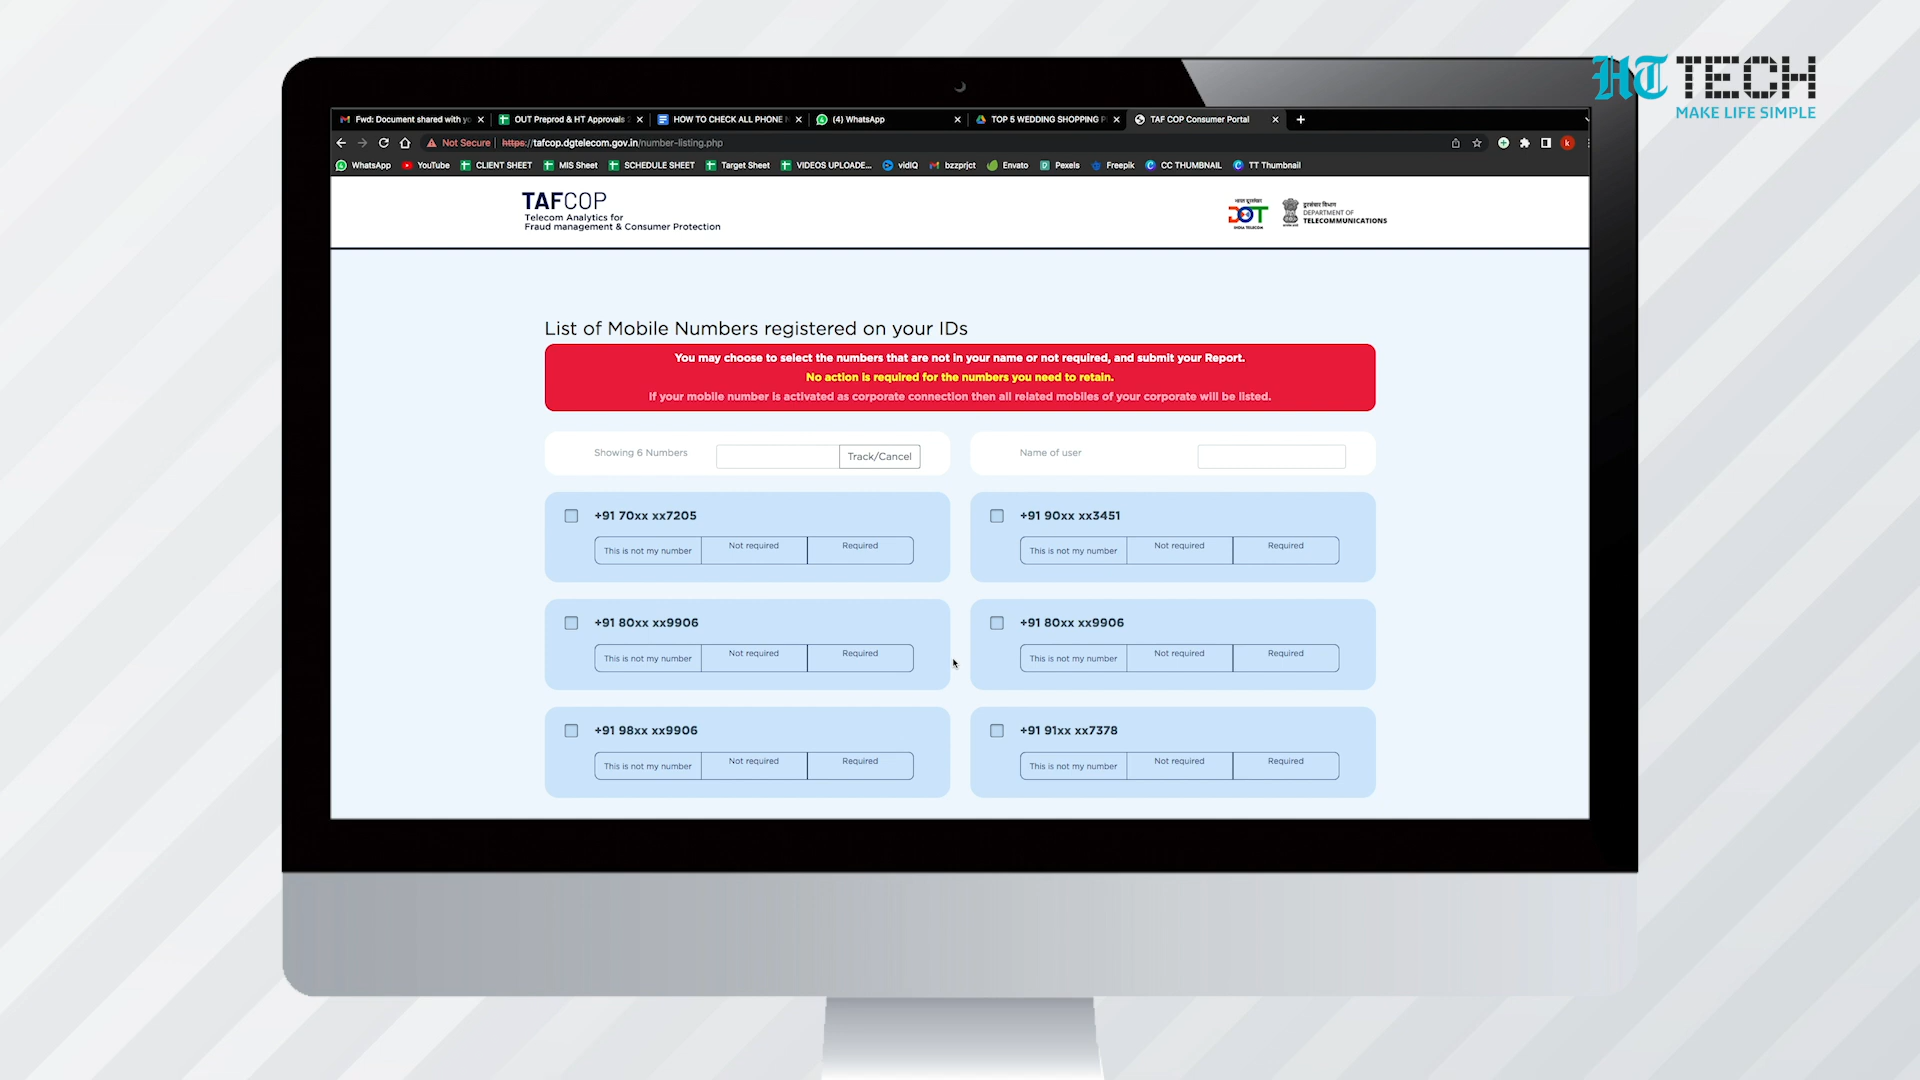 HT TECH
MAKE LIFE SIMPLE
Fwd: Document shared with yo
OUT Preprod & HT Approvals
HOW TO CHECK ALL PHONE
(4) WhatsApp
TOP 5 WEDDING SHOPPING
TAF COP Consumer Portal
Not Secure
https://tafcop.dgtelecom.gov.in/number-listing.php
k
WhatsApp
YouTube
CLIENT SHEET
MIS Sheet
SCHEDULE SHEET
Target Sheet
VIDEOS UPLOADE...
vidIQ
bzzprjct
Envato
Pexels
Freepik
CC THUMBNAIL
TT Thumbnail
TAFCOP
Telecom Analytics for
Fraud management & Consumer Protection
भारत दूरसंचार
DOT
INDIA TELECOM
दूरसंचार विभाग
DEPARTMENT OF
TELECOMMUNICATIONS
List of Mobile Numbers registered on your IDs
You may choose to select the numbers that are not in your name or not required, and submit your Report.
No action is required for the numbers you need to retain.
If your mobile number is activated as corporate connection then all related mobiles of your corporate will be listed.
Showing 6 Numbers
Track/Cancel
Name of user
+91 70xx xx7205
This is not my number
Not required
Required
+91 90xx xx3451
This is not my number
Not required
Required
+91 80xx xx9906
This is not my number
Not required
Required
+91 80xx xx9906
This is not my number
Not required
Required
+91 98xx xx9906
This is not my number
Not required
Required
+91 91xx xx7378
This is not my number
Not required
Required